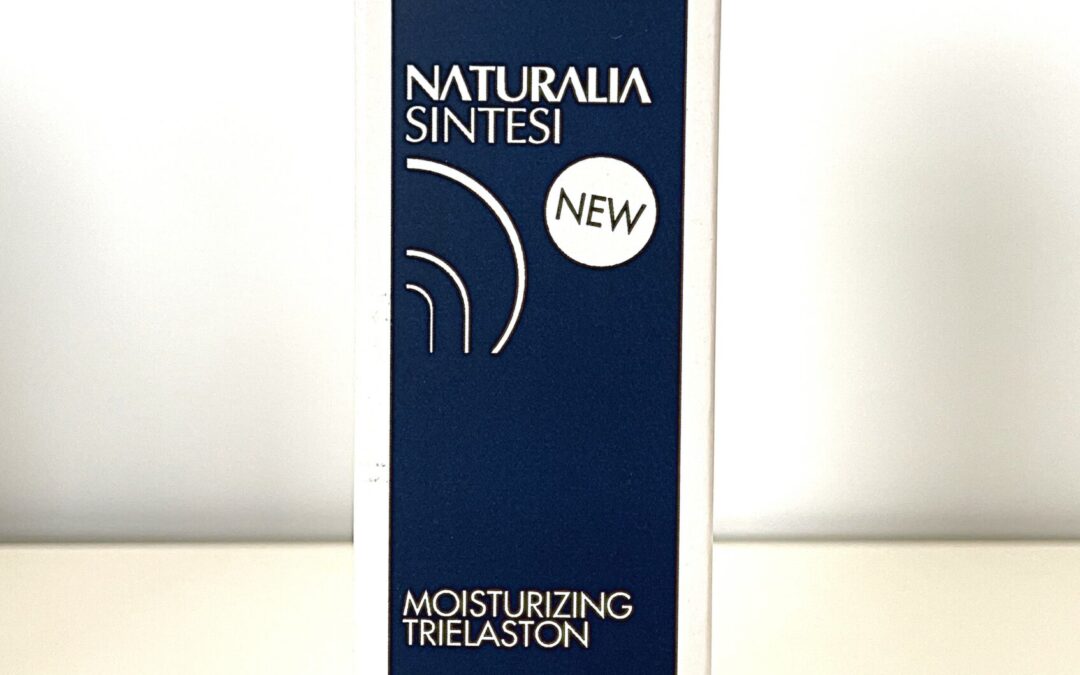 NATURALIA
SINTESI
NEW
MOISTURIZING
TRIELASTON